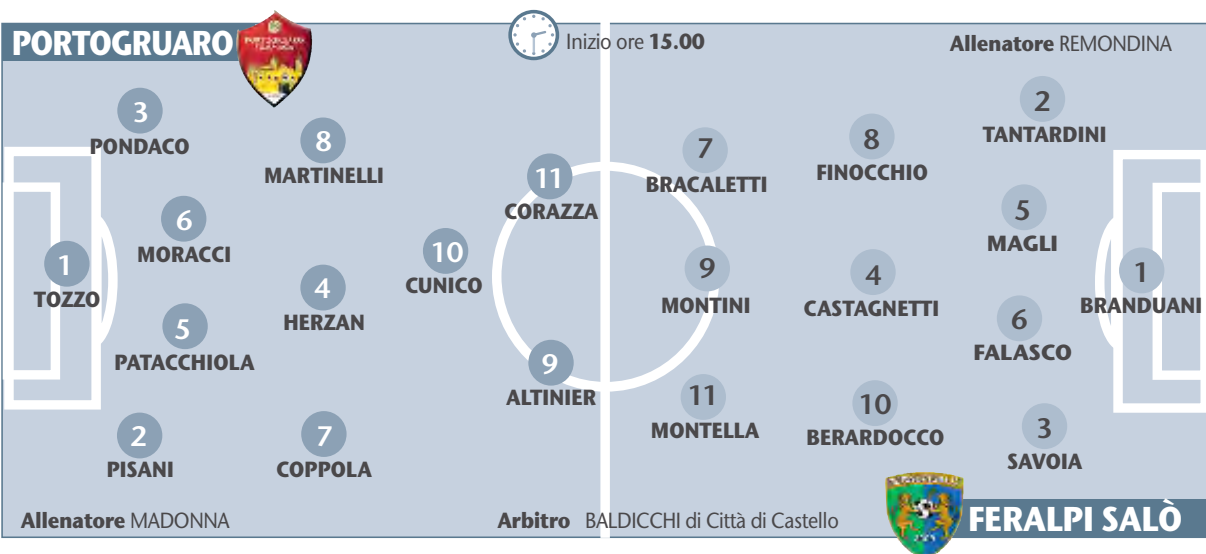 PORTOGRUARO
Inizio ore 15.00
Allenatore REMONDINA
3
PONDACO
8
MARTINELLI
6
MORACCI
1
TOZZO
4
HERZAN
5
PATACCHIOLA
2
PISANI
7
COPPOLA
10
CUNICO
11
CORAZZA
9
ALTINIER
7
BRACALETTI
9
MONTINI
11
MONTELLA
8
FINOCCHIO
4
CASTAGNETTI
10
BERARDOCCO
2
TANTARDINI
5
MAGLI
6
FALASCO
3
SAVOIA
1
BRANDUANI
Allenatore MADONNA
Arbitro BALDICCHI di Città di Castello
FERALPI SALÒ